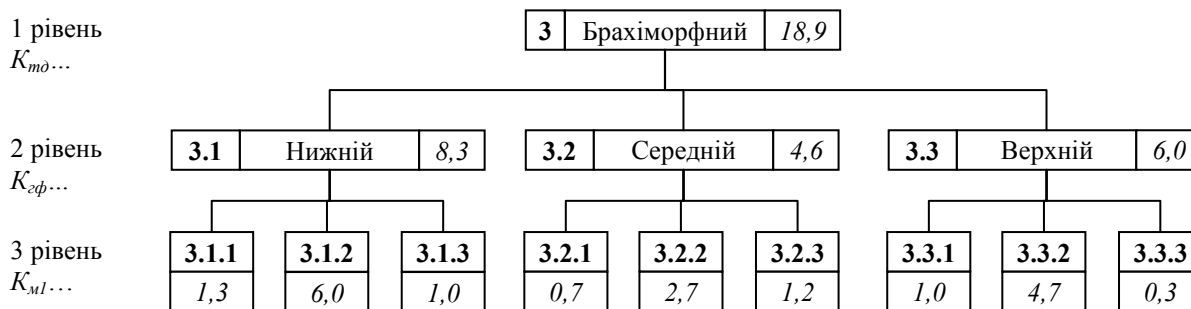 1 рівень
3 Брахіморфний 18,9
Kтд...
2 рівень
3.1 Нижній 8,3 3.2 Середній 4,6 3.3 Верхній 6,0
Kгф...
3 рівень
3.1.1 3.1.2 3.1.3 3.2.1 3.2.2 3.2.3 3.3.1 3.3.2 3.3.3
Kм1...
1,3 6,0 1,0 0,7 2,7 1,2 1,0 4,7 0,3